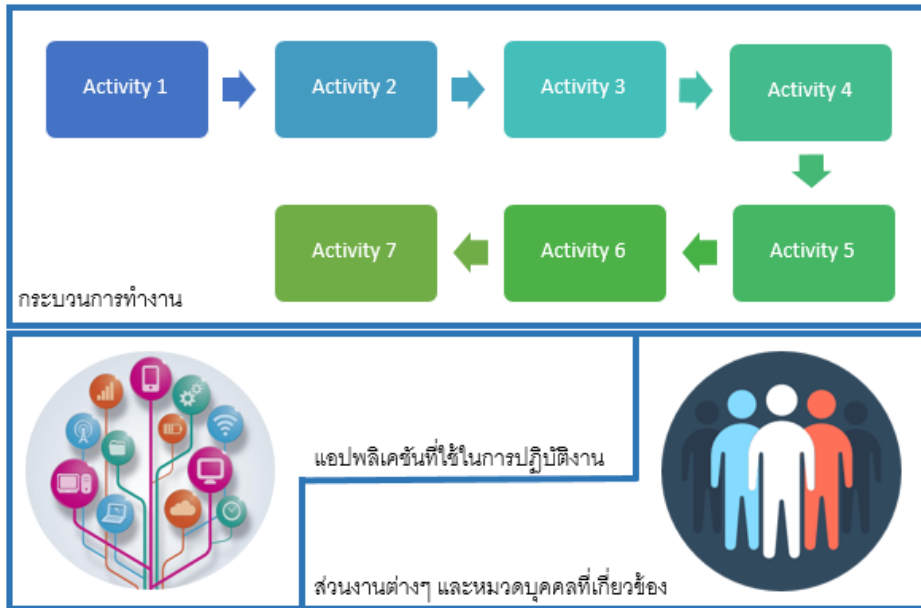 Activity 1
Activity 2
Activity 3
Activity 4
Activity 5
Activity 6
Activity 7
กระบวนการทำงาน
แอปพลิเคชันที่ใช้ในการปฏิบัติงาน
ส่วนงานต่างๆ และหมวดบุคคลที่เกี่ยวข้อง